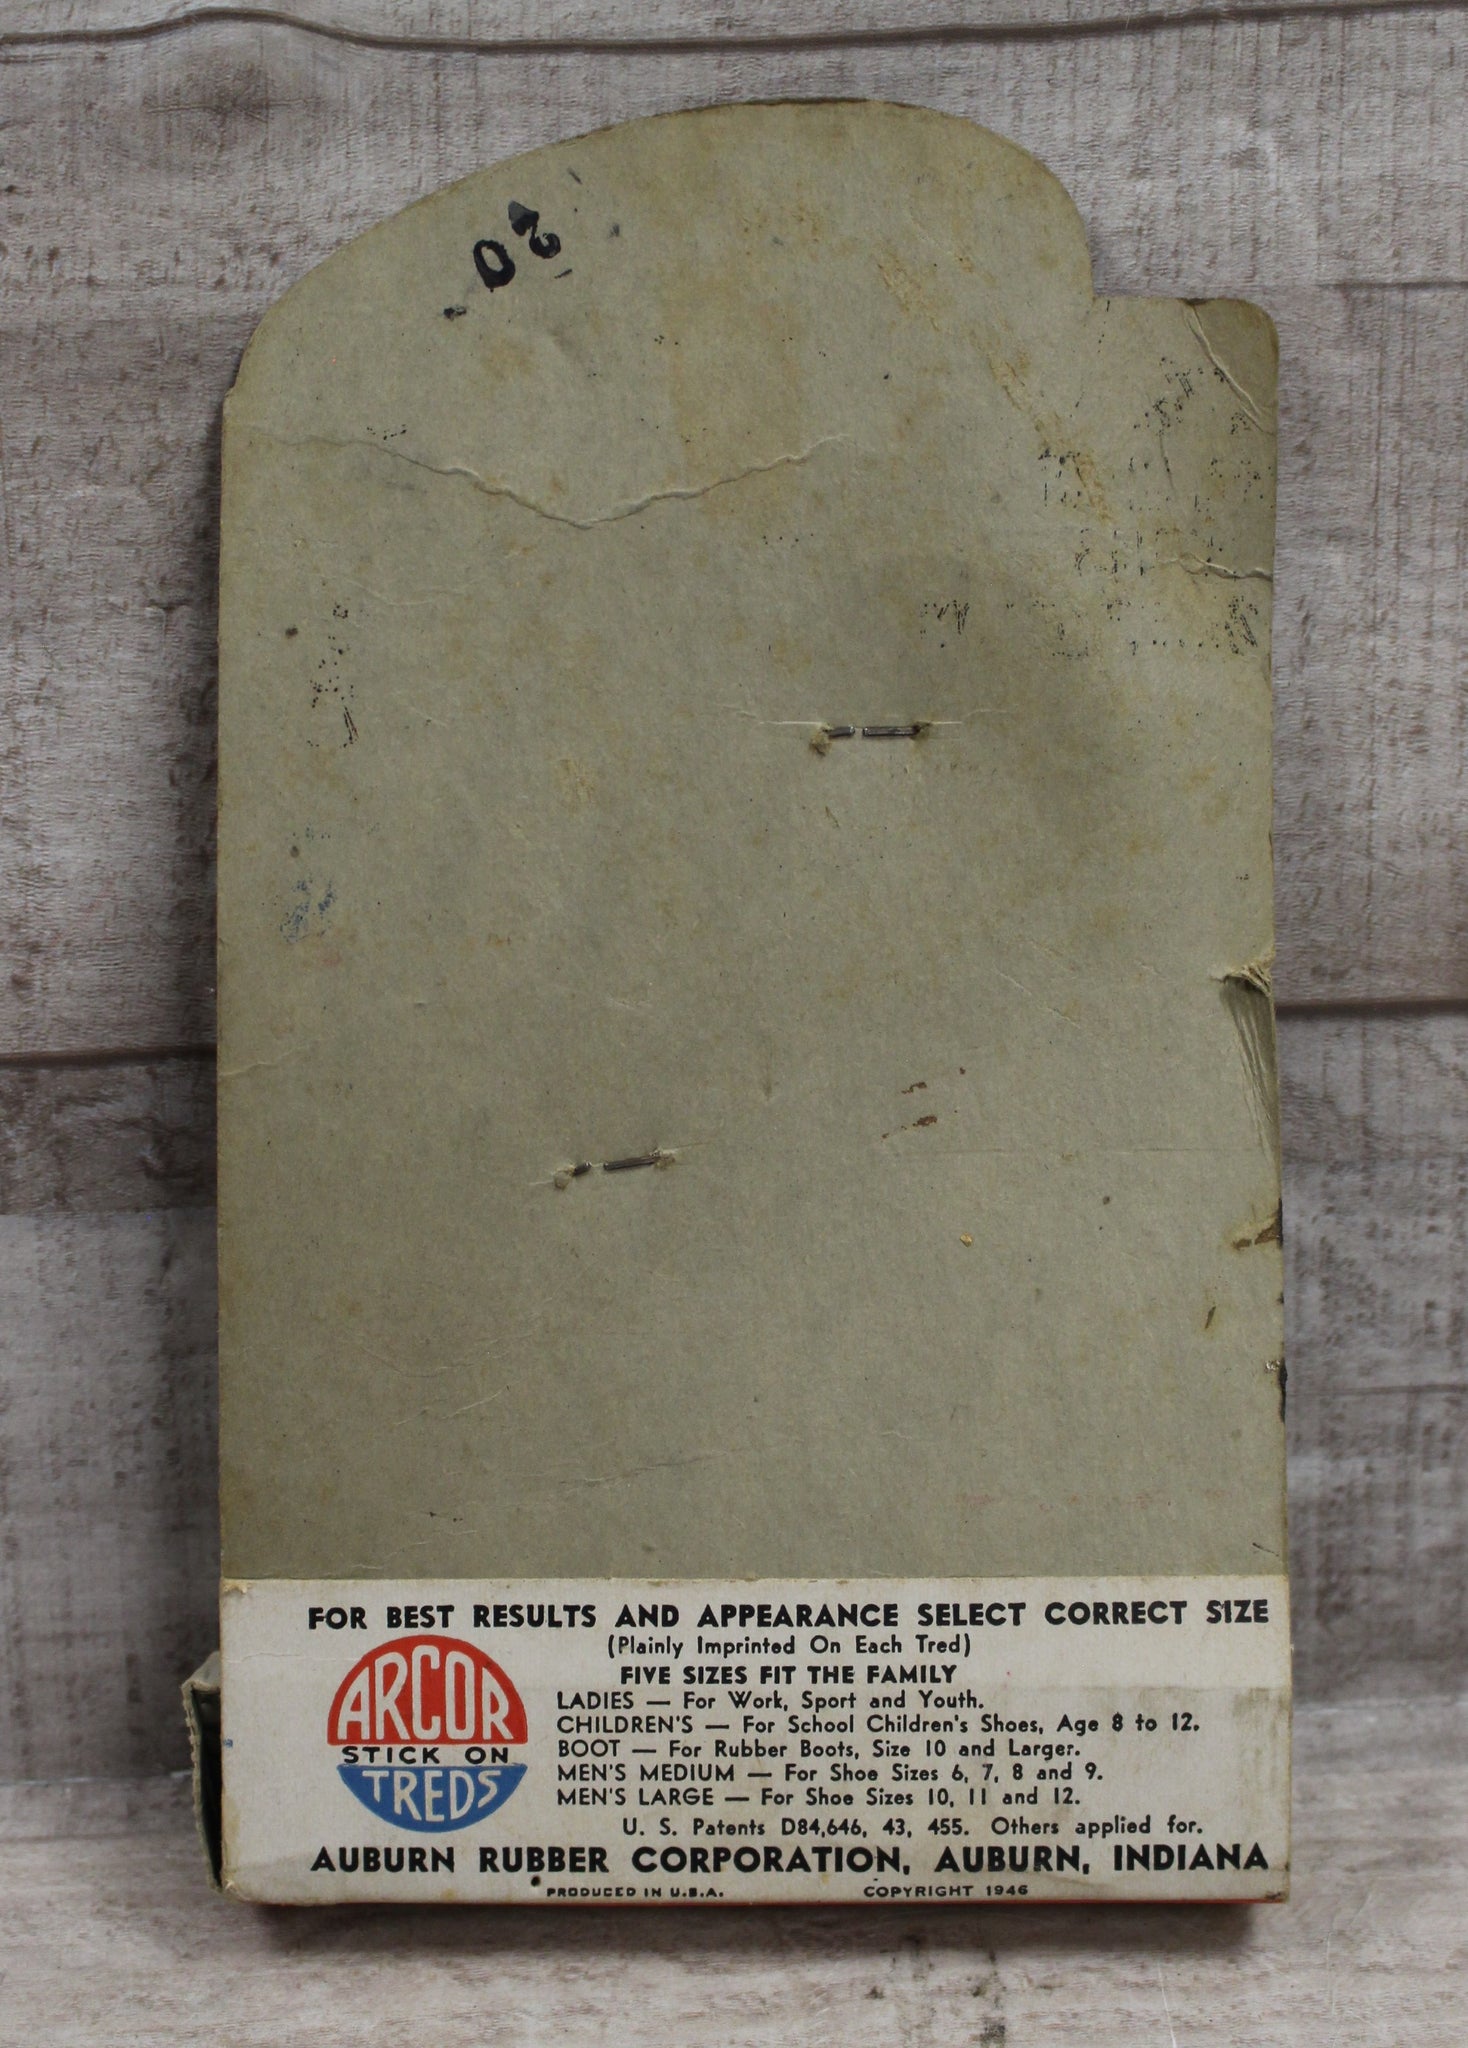 20
FOR BEST RESULTS AND APPEARANCE SELECT CORRECT SIZE
(Plainly Imprinted On Each Tred)
FIVE SIZES FIT THE FAMILY
ARCOR
STICK ON
TREDS
LADIES — For Work, Sport and Youth.
CHILDREN'S — For School Children's Shoes, Age 8 to 12.
BOOT — For Rubber Boots, Size 10 and Larger.
MEN'S MEDIUM — For Shoe Sizes 6, 7, 8 and 9.
MEN'S LARGE — For Shoe Sizes 10, 11 and 12.
U. S. Patents D84,646, 43, 455. Others applied for.
AUBURN RUBBER CORPORATION, AUBURN, INDIANA
PRODUCED IN U.S.A. COPYRIGHT 1946